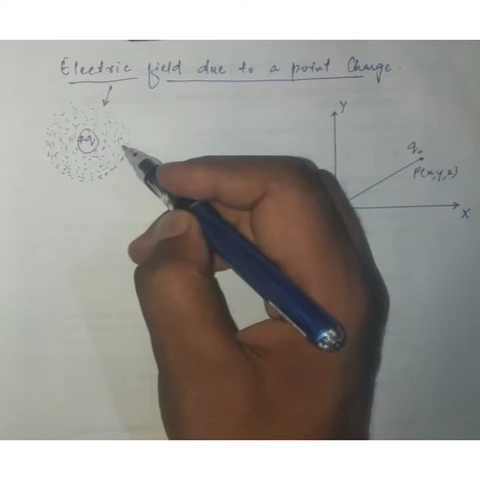 Electric field due to a point Charge.
+q
Y
q₀
P(x,y,z)
X